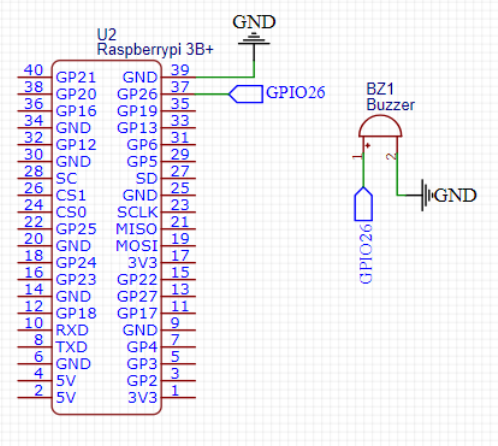 GND
U2
Raspberrypi 3B+
40 GP21 GND 39
38 GP20 GP26 37 GPIO26
36 GP16 GP19 35
34 GND GP13 33
32 GP12 GP6 31
30 GND GP5 29
28 SC SD 27
26 CS1 GND 25
24 CS0 SCLK 23
22 GP25 MISO 21
20 GND MOSI 19
18 GP24 3V3 17
16 GP23 GP22 15
14 GND GP27 13
12 GP18 GP17 11
10 RXD GND 9
8 TXD GP4 7
6 GND GP3 5
4 5V GP2 3
2 5V 3V3 1
BZ1
Buzzer
+
1 2
GND
GPIO26